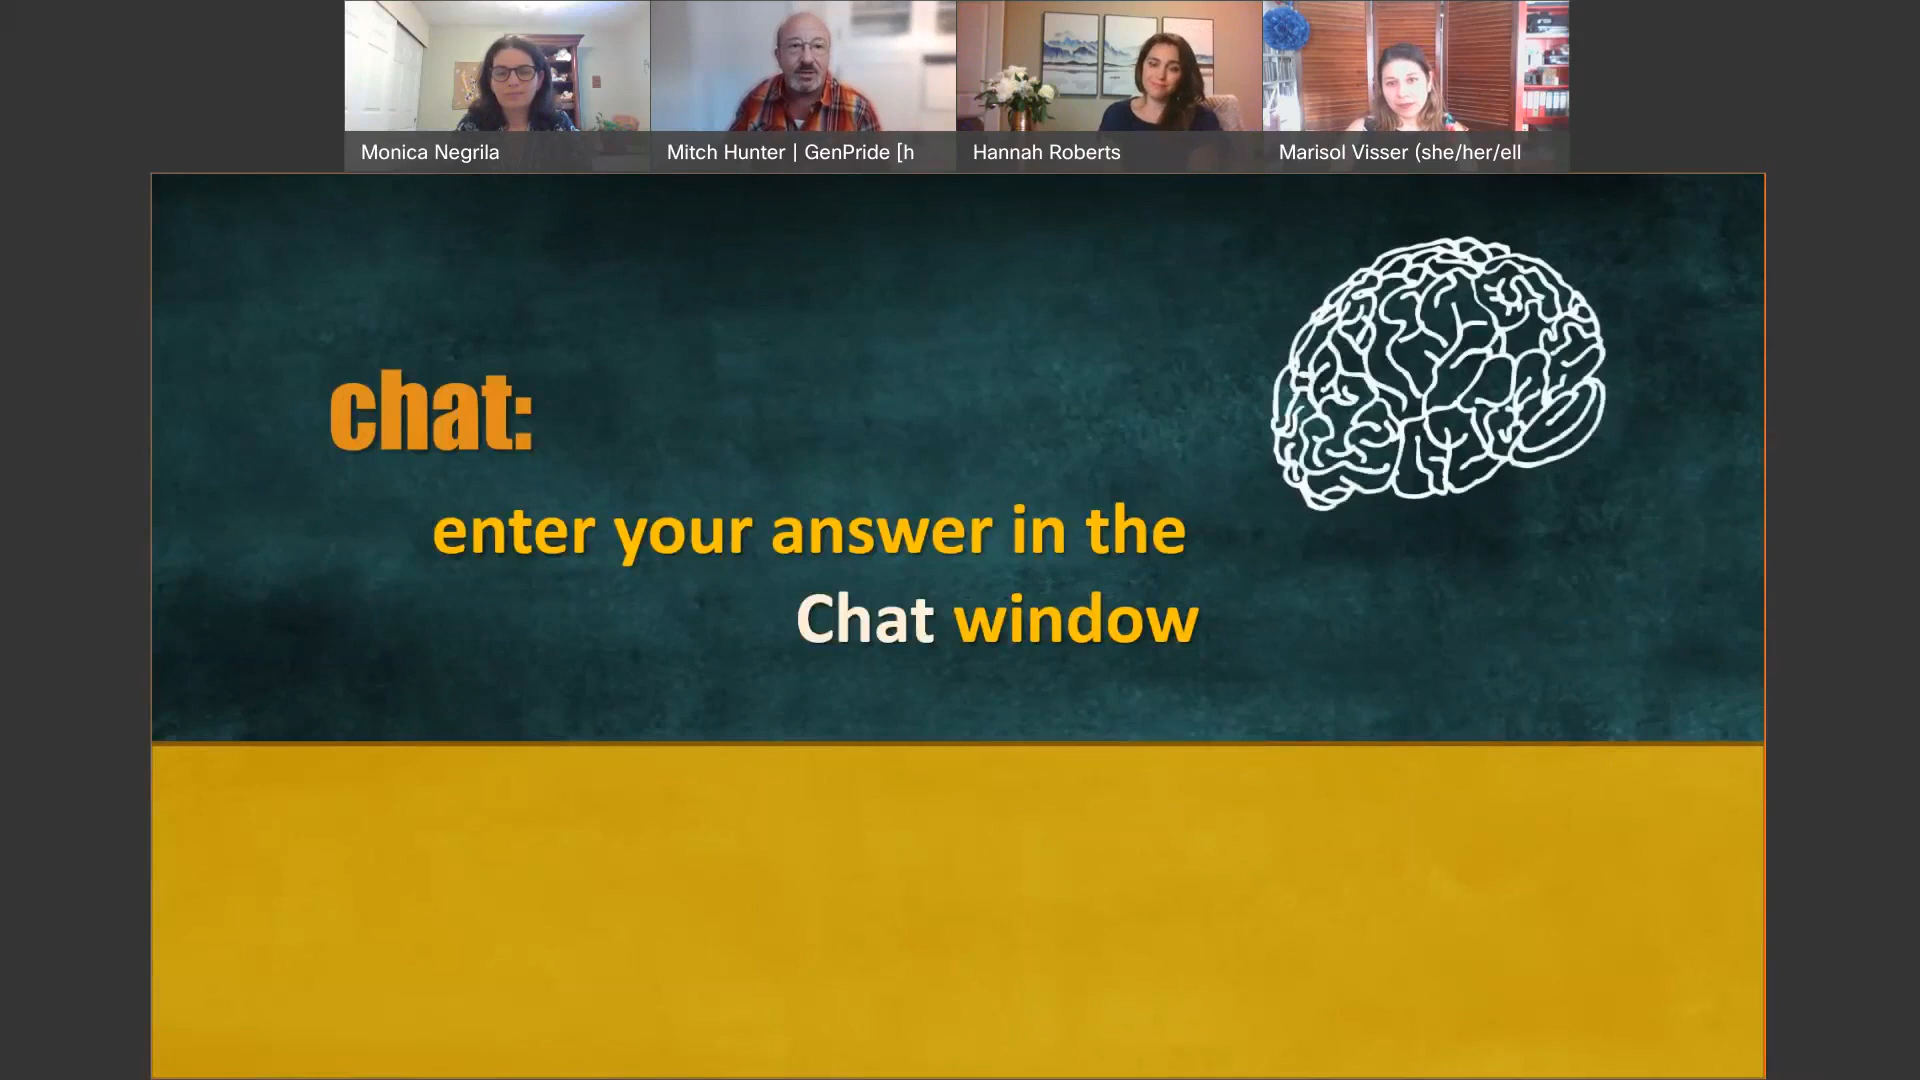 Monica Negrila
Mitch Hunter | GenPride [h
Hannah Roberts
Marisol Visser (she/her/ell
chat:
enter your answer in the
Chat window